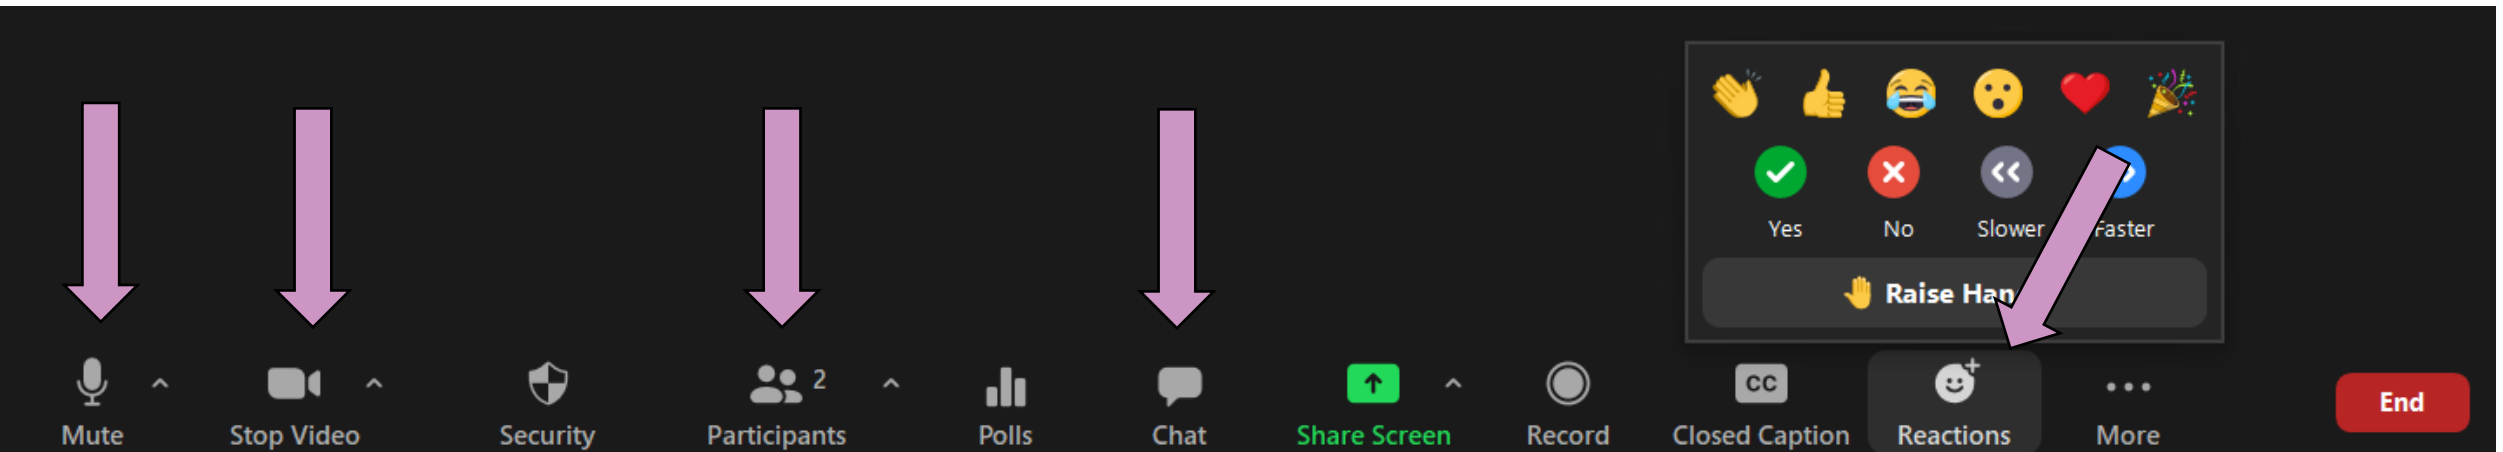 Yes No Slower Faster
Raise Han
Mute Stop Video Security Participants 2 Polls Chat Share Screen CC Record Closed Caption Reactions More End